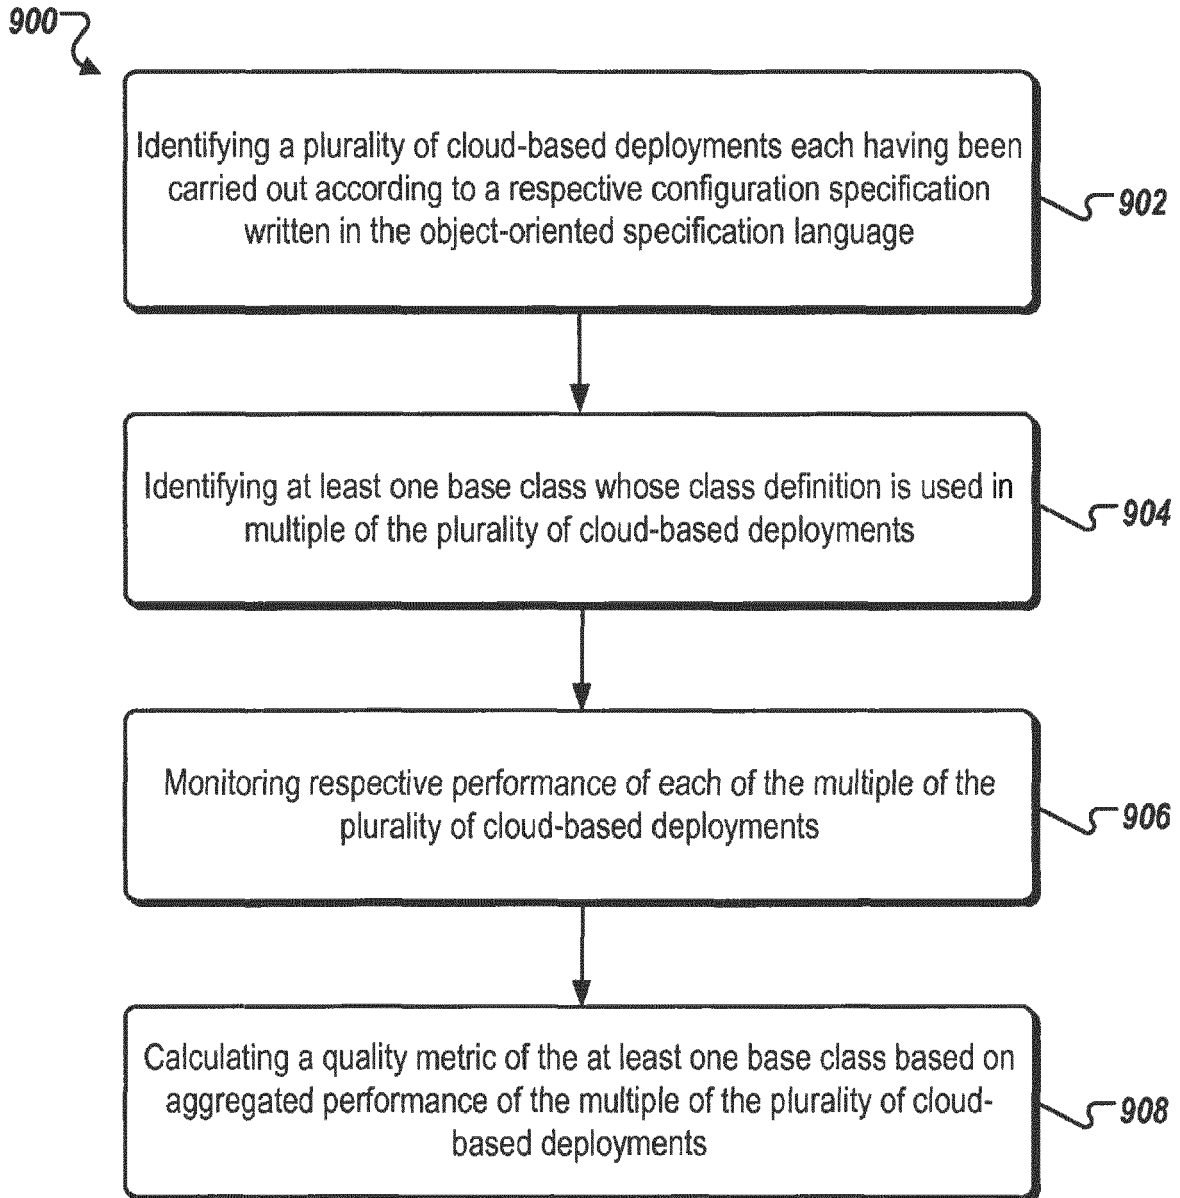 900
Identifying a plurality of cloud-based deployments each having been
carried out according to a respective configuration specification
written in the object-oriented specification language
902
Identifying at least one base class whose class definition is used in
multiple of the plurality of cloud-based deployments
904
Monitoring respective performance of each of the multiple of the
plurality of cloud-based deployments
906
Calculating a quality metric of the at least one base class based on
aggregated performance of the multiple of the plurality of cloud-
based deployments
908